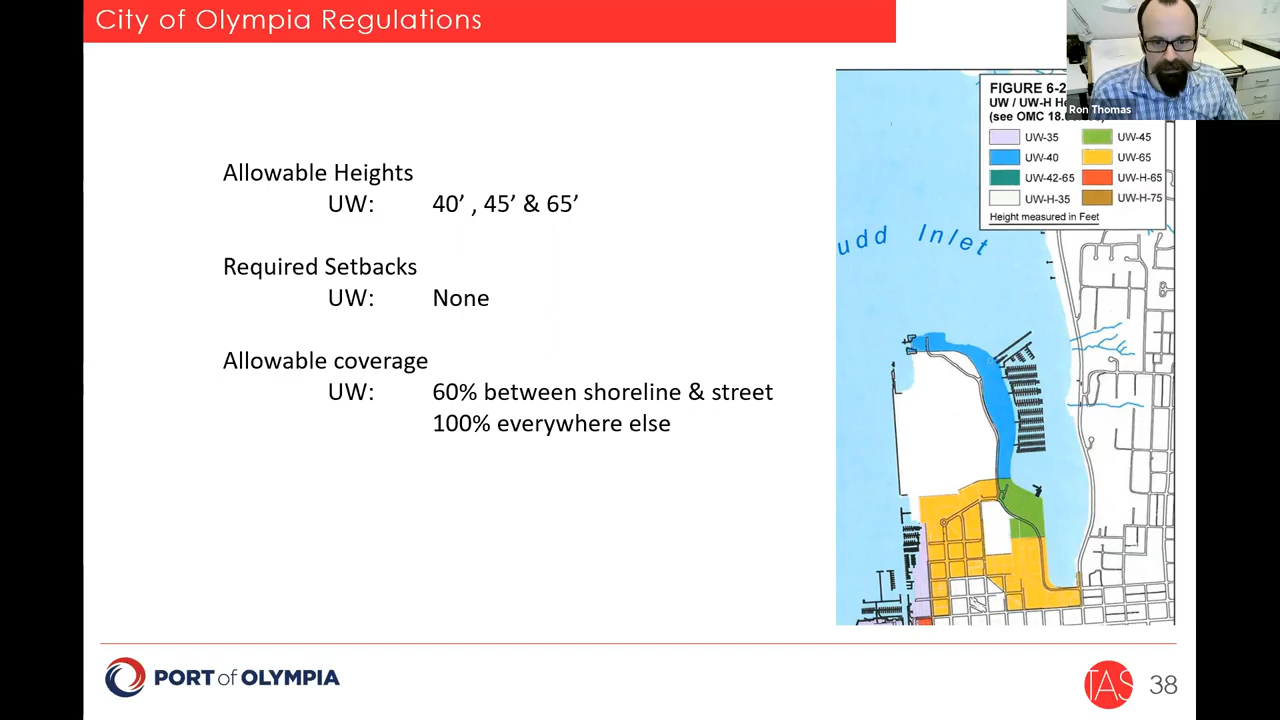 City of Olympia Regulations
Ron Thomas
FIGURE 6-2
UW / UW-H He
(see OMC 18.
UW-35
UW-45
UW-40
UW-65
UW-42-65
UW-H-65
UW-H-35
UW-H-75
Height measured in Feet
Allowable Heights
UW: 40’ , 45’ & 65’
Required Setbacks
UW: None
Allowable coverage
UW: 60% between shoreline & street
100% everywhere else
udd Inlet
PORT of OLYMPIA
TAS
38